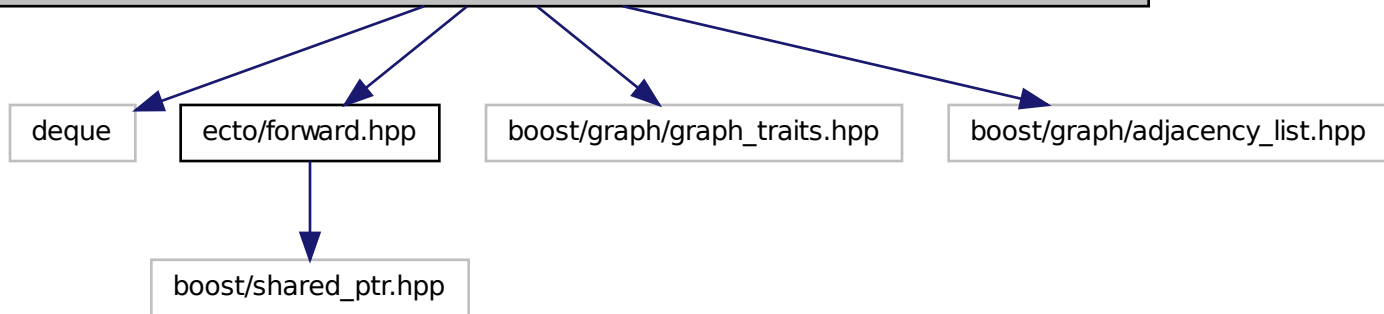 deque
ecto/forward.hpp
boost/graph/graph_traits.hpp
boost/graph/adjacency_list.hpp
boost/shared_ptr.hpp